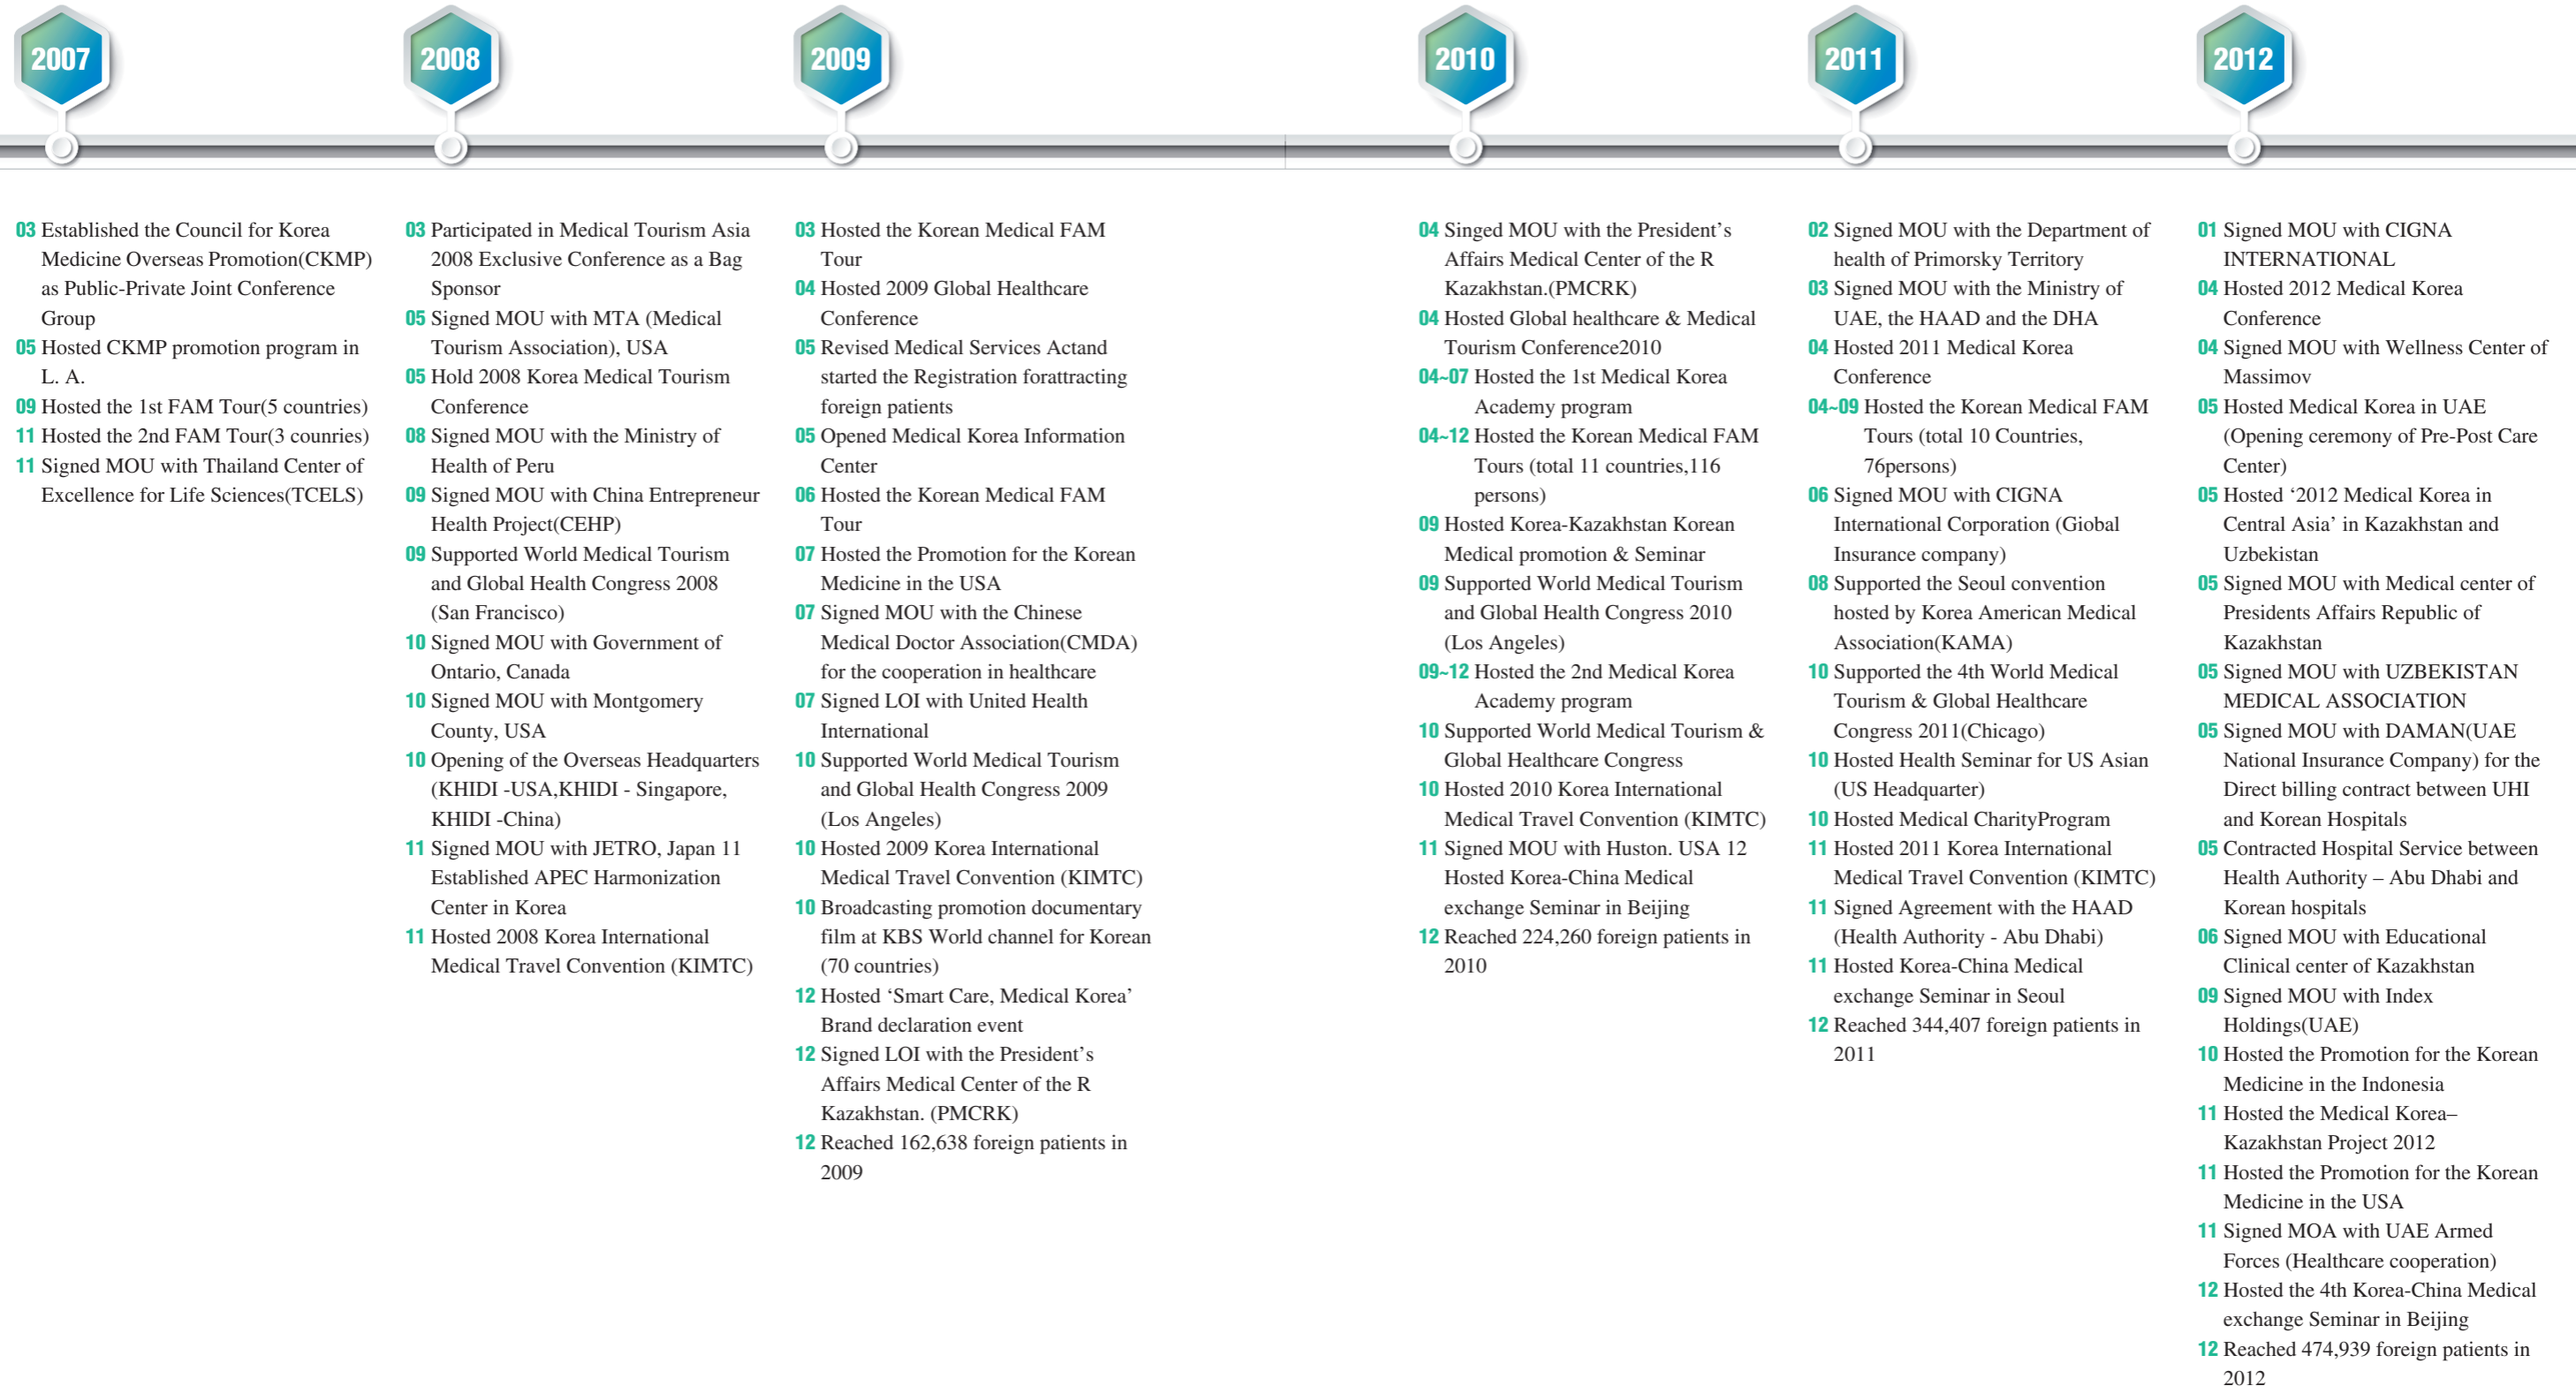 2007
03 Established the Council for Korea
Medicine Overseas Promotion(CKMP)
as Public-Private Joint Conference
Group
05 Hosted CKMP promotion program in
L. A.
09 Hosted the 1st FAM Tour(5 countries)
11 Hosted the 2nd FAM Tour(3 counries)
11 Signed MOU with Thailand Center of
Excellence for Life Sciences(TCELS)
2008
03 Participated in Medical Tourism Asia
2008 Exclusive Conference as a Bag
Sponsor
05 Signed MOU with MTA (Medical
Tourism Association), USA
05 Hold 2008 Korea Medical Tourism
Conference
08 Signed MOU with the Ministry of
Health of Peru
09 Signed MOU with China Entrepreneur
Health Project(CEHP)
09 Supported World Medical Tourism
and Global Health Congress 2008
(San Francisco)
10 Signed MOU with Government of
Ontario, Canada
10 Signed MOU with Montgomery
County, USA
10 Opening of the Overseas Headquarters
(KHIDI -USA,KHIDI - Singapore,
KHIDI -China)
11 Signed MOU with JETRO, Japan 11
Established APEC Harmonization
Center in Korea
11 Hosted 2008 Korea International
Medical Travel Convention (KIMTC)
2009
03 Hosted the Korean Medical FAM
Tour
04 Hosted 2009 Global Healthcare
Conference
05 Revised Medical Services Actand
started the Registration forattracting
foreign patients
05 Opened Medical Korea Information
Center
06 Hosted the Korean Medical FAM
Tour
07 Hosted the Promotion for the Korean
Medicine in the USA
07 Signed MOU with the Chinese
Medical Doctor Association(CMDA)
for the cooperation in healthcare
07 Signed LOI with United Health
International
10 Supported World Medical Tourism
and Global Health Congress 2009
(Los Angeles)
10 Hosted 2009 Korea International
Medical Travel Convention (KIMTC)
10 Broadcasting promotion documentary
film at KBS World channel for Korean
(70 countries)
12 Hosted ‘Smart Care, Medical Korea’
Brand declaration event
12 Signed LOI with the President’s
Affairs Medical Center of the R
Kazakhstan. (PMCRK)
12 Reached 162,638 foreign patients in
2009
2010
04 Singed MOU with the President’s
Affairs Medical Center of the R
Kazakhstan.(PMCRK)
04 Hosted Global healthcare & Medical
Tourism Conference2010
04~07 Hosted the 1st Medical Korea
Academy program
04~12 Hosted the Korean Medical FAM
Tours (total 11 countries,116
persons)
09 Hosted Korea-Kazakhstan Korean
Medical promotion & Seminar
09 Supported World Medical Tourism
and Global Health Congress 2010
(Los Angeles)
09~12 Hosted the 2nd Medical Korea
Academy program
10 Supported World Medical Tourism &
Global Healthcare Congress
10 Hosted 2010 Korea International
Medical Travel Convention (KIMTC)
11 Signed MOU with Huston. USA 12
Hosted Korea-China Medical
exchange Seminar in Beijing
12 Reached 224,260 foreign patients in
2010
2011
02 Signed MOU with the Department of
health of Primorsky Territory
03 Signed MOU with the Ministry of
UAE, the HAAD and the DHA
04 Hosted 2011 Medical Korea
Conference
04~09 Hosted the Korean Medical FAM
Tours (total 10 Countries,
76persons)
06 Signed MOU with CIGNA
International Corporation (Giobal
Insurance company)
08 Supported the Seoul convention
hosted by Korea American Medical
Association(KAMA)
10 Supported the 4th World Medical
Tourism & Global Healthcare
Congress 2011(Chicago)
10 Hosted Health Seminar for US Asian
(US Headquarter)
10 Hosted Medical CharityProgram
11 Hosted 2011 Korea International
Medical Travel Convention (KIMTC)
11 Signed Agreement with the HAAD
(Health Authority - Abu Dhabi)
11 Hosted Korea-China Medical
exchange Seminar in Seoul
12 Reached 344,407 foreign patients in
2011
2012
01 Signed MOU with CIGNA
INTERNATIONAL
04 Hosted 2012 Medical Korea
Conference
04 Signed MOU with Wellness Center of
Massimov
05 Hosted Medical Korea in UAE
(Opening ceremony of Pre-Post Care
Center)
05 Hosted ‘2012 Medical Korea in
Central Asia’ in Kazakhstan and
Uzbekistan
05 Signed MOU with Medical center of
Presidents Affairs Republic of
Kazakhstan
05 Signed MOU with UZBEKISTAN
MEDICAL ASSOCIATION
05 Signed MOU with DAMAN(UAE
National Insurance Company) for the
Direct billing contract between UHI
and Korean Hospitals
05 Contracted Hospital Service between
Health Authority – Abu Dhabi and
Korean hospitals
06 Signed MOU with Educational
Clinical center of Kazakhstan
09 Signed MOU with Index
Holdings(UAE)
10 Hosted the Promotion for the Korean
Medicine in the Indonesia
11 Hosted the Medical Korea–
Kazakhstan Project 2012
11 Hosted the Promotion for the Korean
Medicine in the USA
11 Signed MOA with UAE Armed
Forces (Healthcare cooperation)
12 Hosted the 4th Korea-China Medical
exchange Seminar in Beijing
12 Reached 474,939 foreign patients in
2012